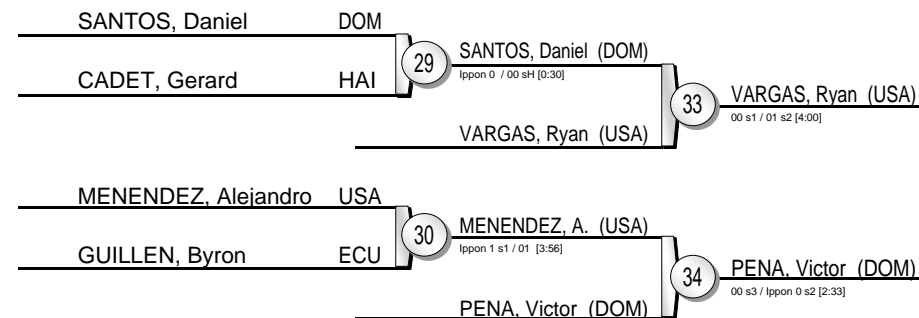 SANTOS, Daniel DOM
29
SANTOS, Daniel (DOM)
Ippon 0 / 00 sH [0:30]
CADET, Gerard HAI
33
VARGAS, Ryan (USA)
00 s1 / 01 s2 [4:00]
VARGAS, Ryan (USA)
MENENDEZ, Alejandro USA
30
MENENDEZ, A. (USA)
Ippon 1 s1 / 01 [3:56]
GUILLEN, Byron ECU
34
PENA, Victor (DOM)
00 s3 / Ippon 0 s2 [2:33]
PENA, Victor (DOM)